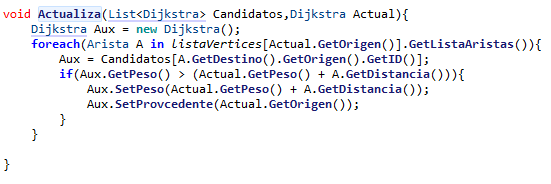 void Actualiza(List<Dijkstra> Candidatos,Dijkstra Actual){
Dijkstra Aux = new Dijkstra();
foreach(Arista A in listaVertices[Actual.GetOrigen()].GetListaAristas()){
Aux = Candidatos[A.GetDestino().GetOrigen().GetID()];
if(Aux.GetPeso() > (Actual.GetPeso() + A.GetDistancia())){
Aux.SetPeso(Actual.GetPeso() + A.GetDistancia());
Aux.SetProvcedente(Actual.GetOrigen());
}
}
}